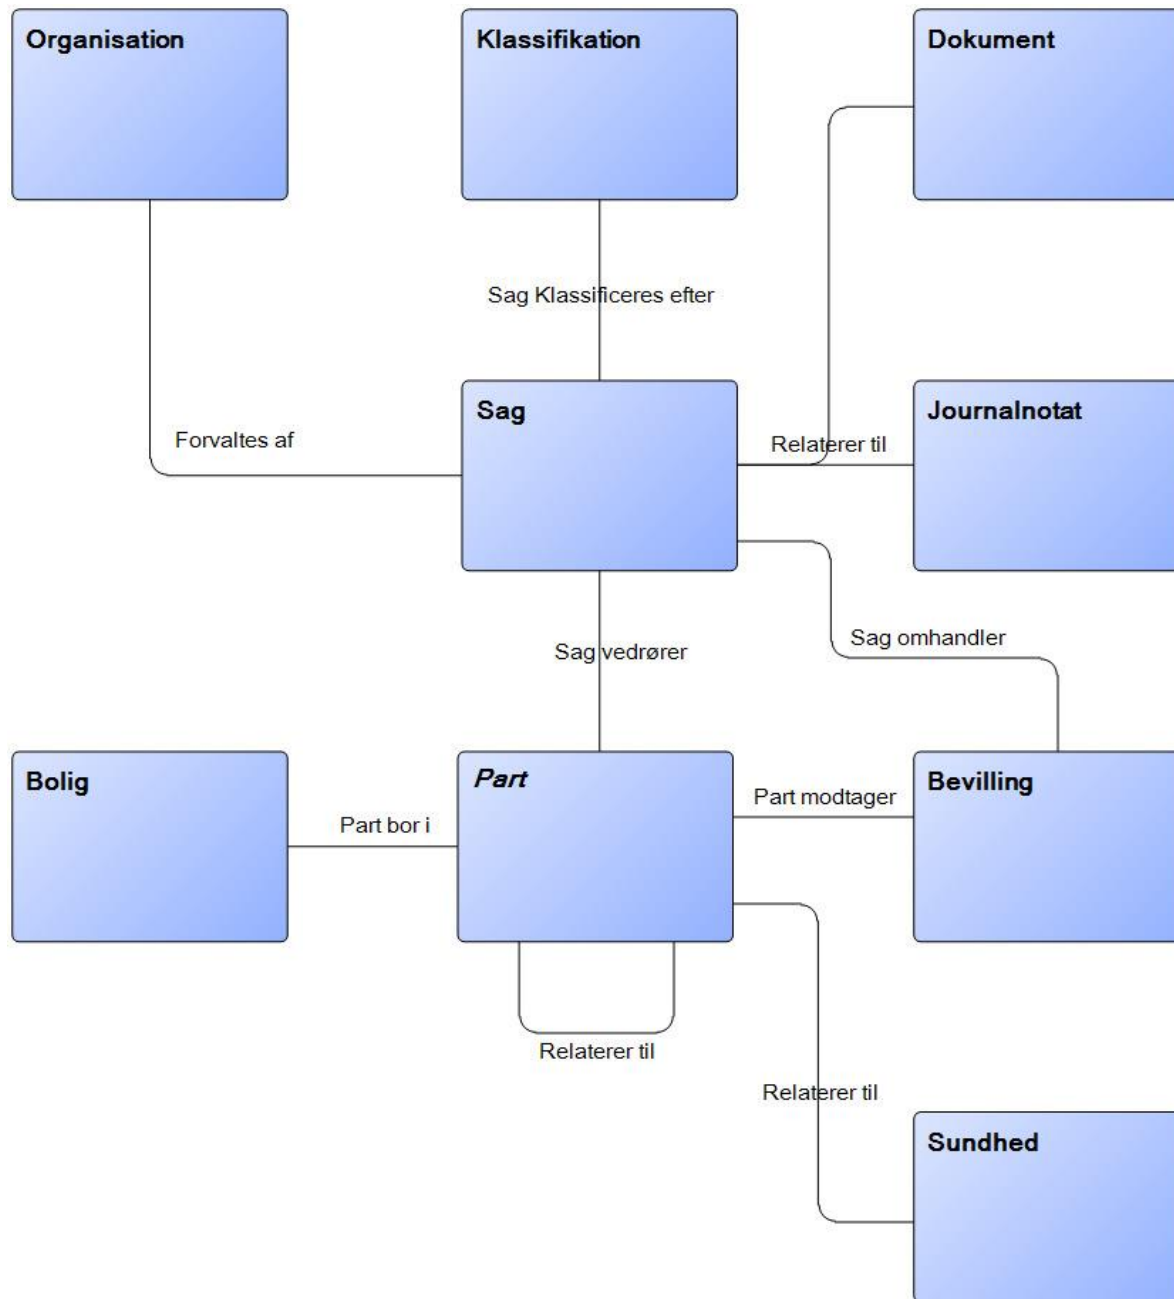 Organisation
Klassifikation
Dokument
Sag Klassificeres efter
Sag
Journalnotat
Forvaltes af
Relaterer til
Sag omhandler
Sag vedrører
Bolig
Part
Bevilling
Part bor i
Part modtager
Relaterer til
Relaterer til
Sundhed